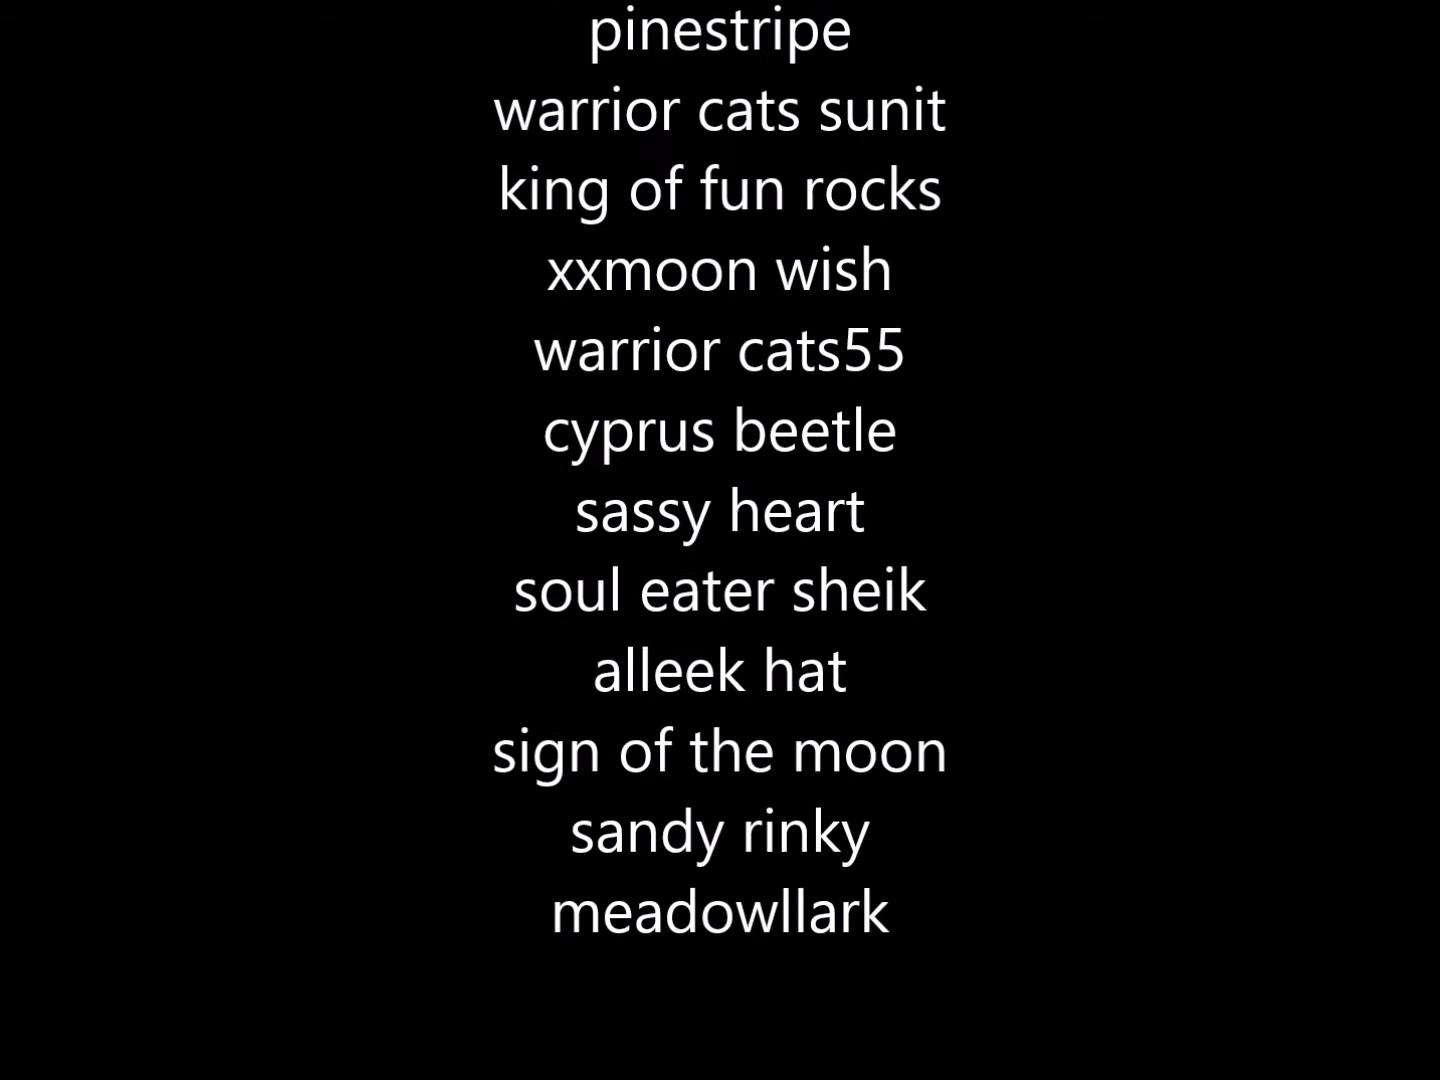 pinestripe
warrior cats sunit
king of fun rocks
xxmoon wish
warrior cats55
cyprus beetle
sassy heart
soul eater sheik
alleek hat
sign of the moon
sandy rinky
meadowllark